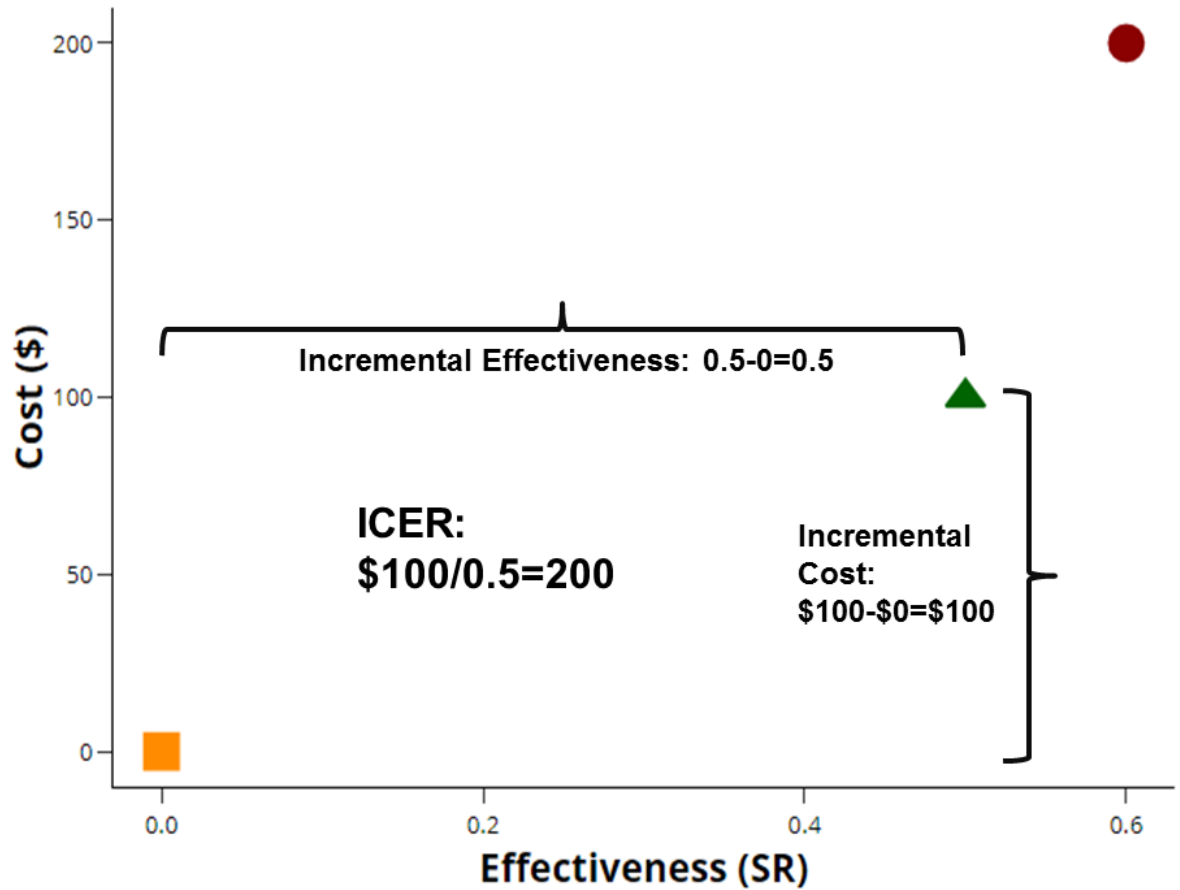 200
150
100
50
0
Cost ($)
Incremental Effectiveness: 0.5-0=0.5
ICER:
$100/0.5=200
Incremental
Cost:
$100-$0=$100
0.0
0.2
0.4
0.6
Effectiveness (SR)